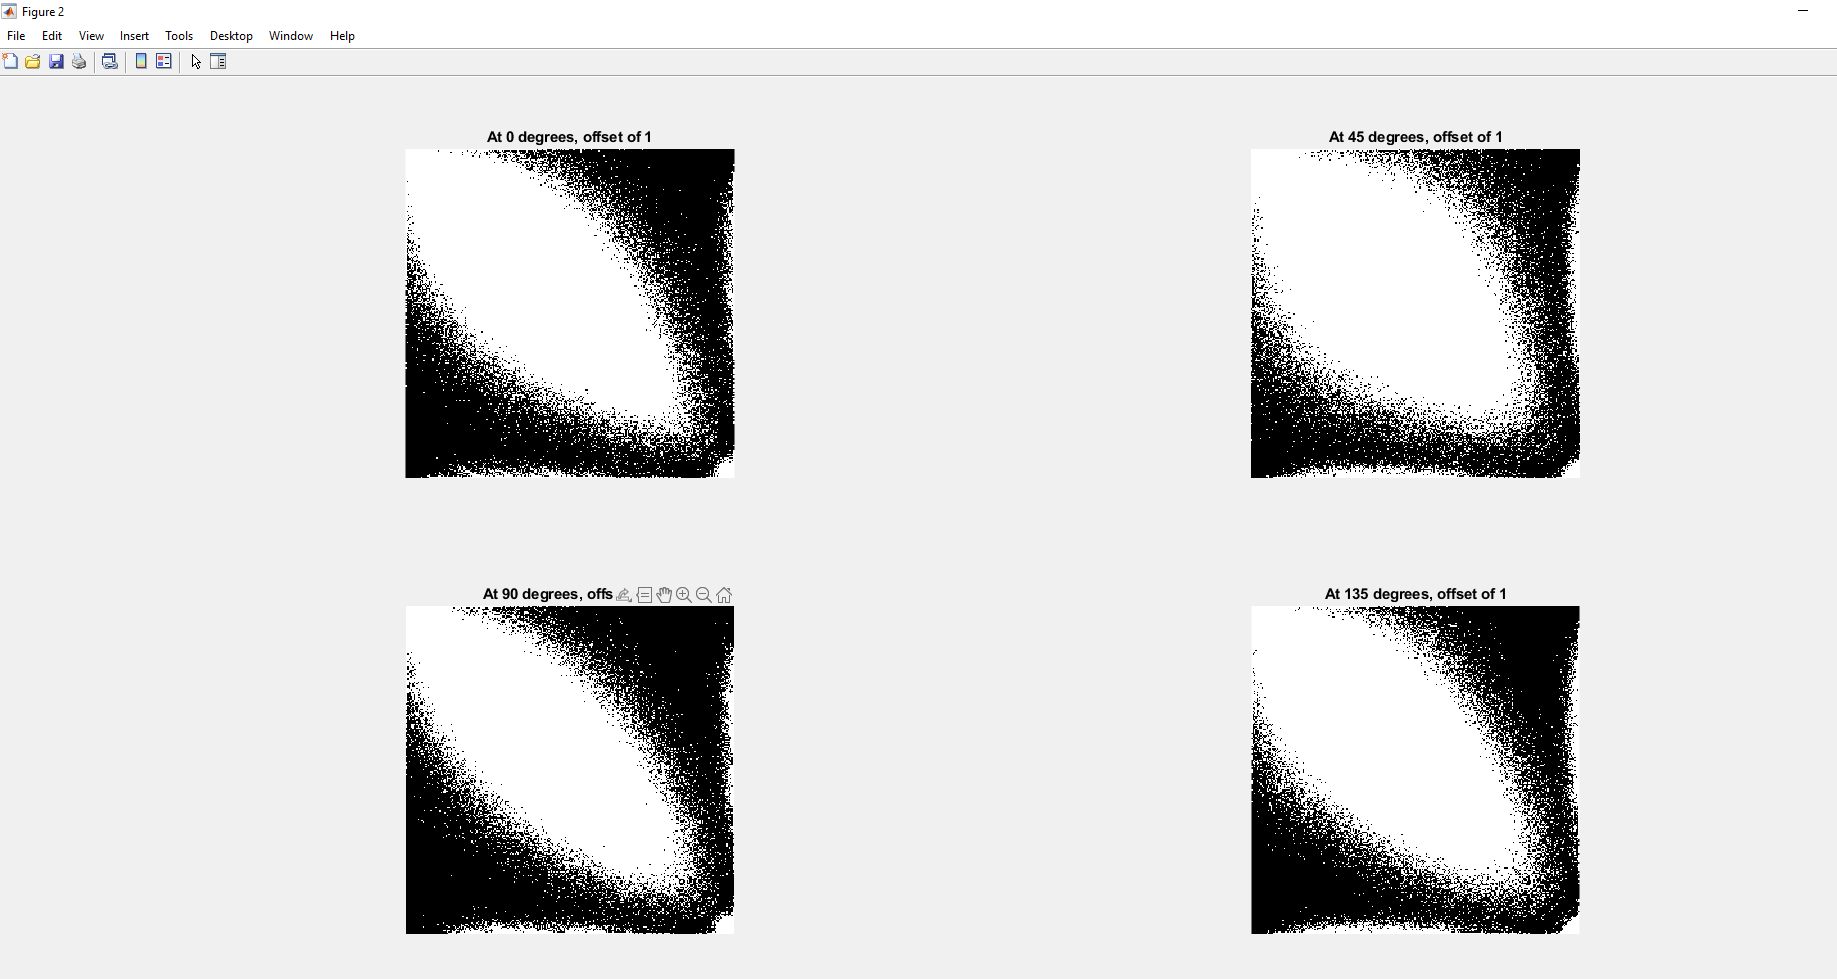 Figure 2
File Edit View Insert Tools Desktop Window Help
At 0 degrees, offset of 1
At 45 degrees, offset of 1
At 90 degrees, offs
At 135 degrees, offset of 1